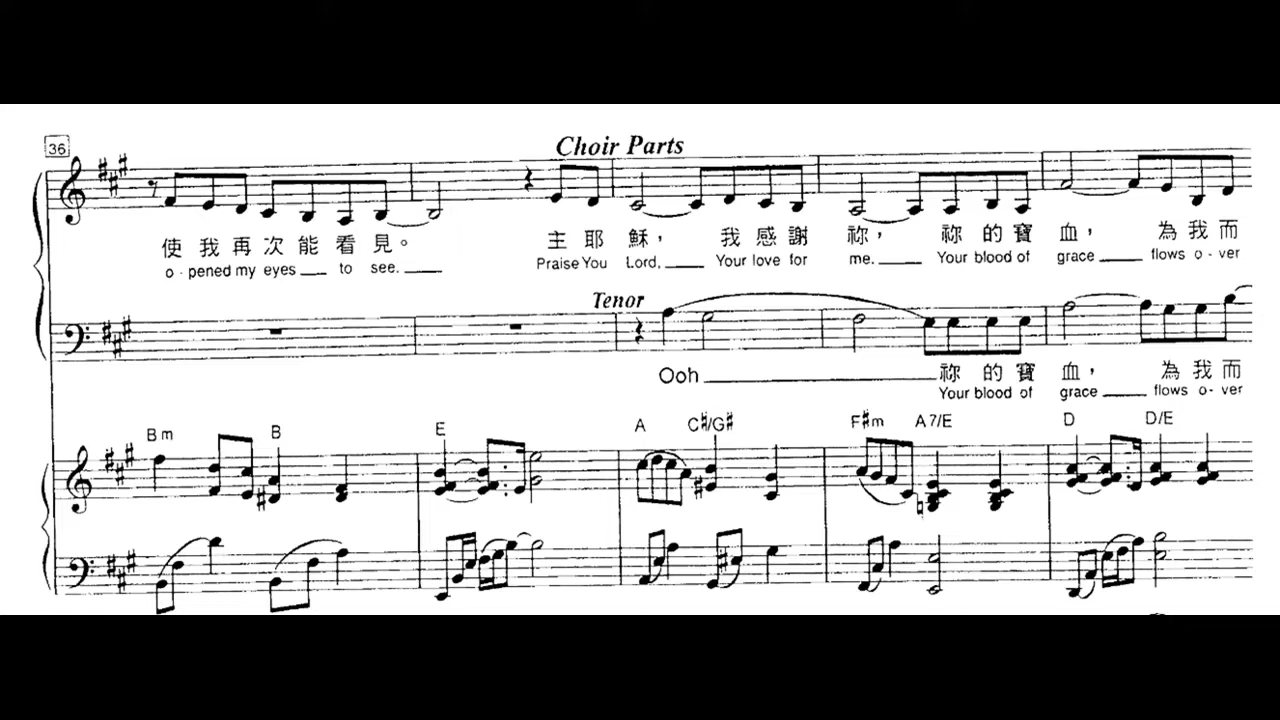 36
Choir Parts
使我再次能看見。 主耶穌， 我感謝祢， 祢的寶血， 為我而
o-pened my eyes to see. Praise You Lord, Your love for me. Your blood of grace flows o-ver
Tenor
Ooh 祢的寶血， 為我而
Your blood of grace flows o-ver
Bm B E A C♯/G♯ F♯m A7/E D D/E